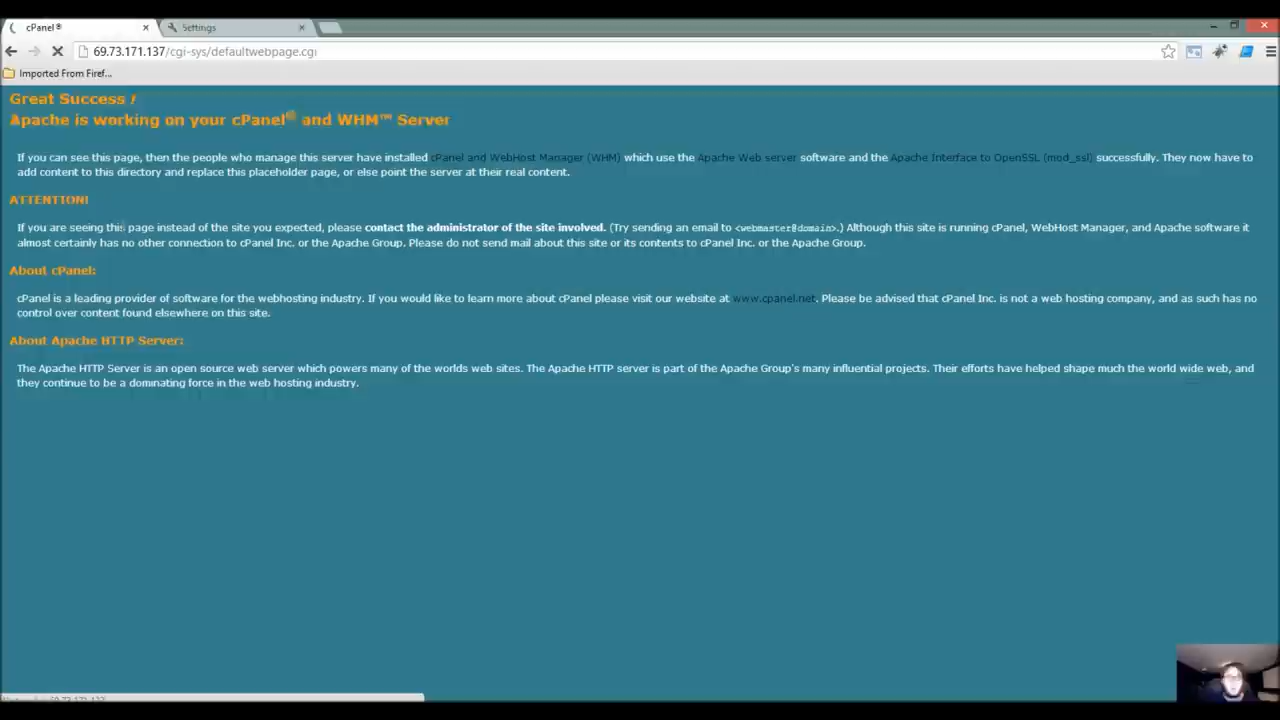 cPanel®
Settings
69.73.171.137/cgi-sys/defaultwebpage.cgi
Imported From Firef...
Great Success !
Apache is working on your cPanel® and WHM™ Server
If you can see this page, then the people who manage this server have installed cPanel and WebHost Manager (WHM) which use the Apache Web server software and the Apache Interface to OpenSSL (mod_ssl) successfully. They now have to
add content to this directory and replace this placeholder page, or else point the server at their real content.
ATTENTION!
If you are seeing this page instead of the site you expected, please contact the administrator of the site involved. (Try sending an email to <webmaster@domain>.) Although this site is running cPanel, WebHost Manager, and Apache software it
almost certainly has no other connection to cPanel Inc. or the Apache Group. Please do not send mail about this site or its contents to cPanel Inc. or the Apache Group.
About cPanel:
cPanel is a leading provider of software for the webhosting industry. If you would like to learn more about cPanel please visit our website at www.cpanel.net. Please be advised that cPanel Inc. is not a web hosting company, and as such has no
control over content found elsewhere on this site.
About Apache HTTP Server:
The Apache HTTP Server is an open source web server which powers many of the worlds web sites. The Apache HTTP server is part of the Apache Group's many influential projects. Their efforts have helped shape much the world wide web, and
they continue to be a dominating force in the web hosting industry.